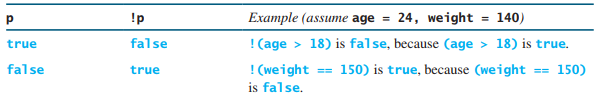 p !p Example (assume age = 24, weight = 140)
true false !(age > 18) is false, because (age > 18) is true.
false true !(weight == 150) is true, because (weight == 150)
is false.